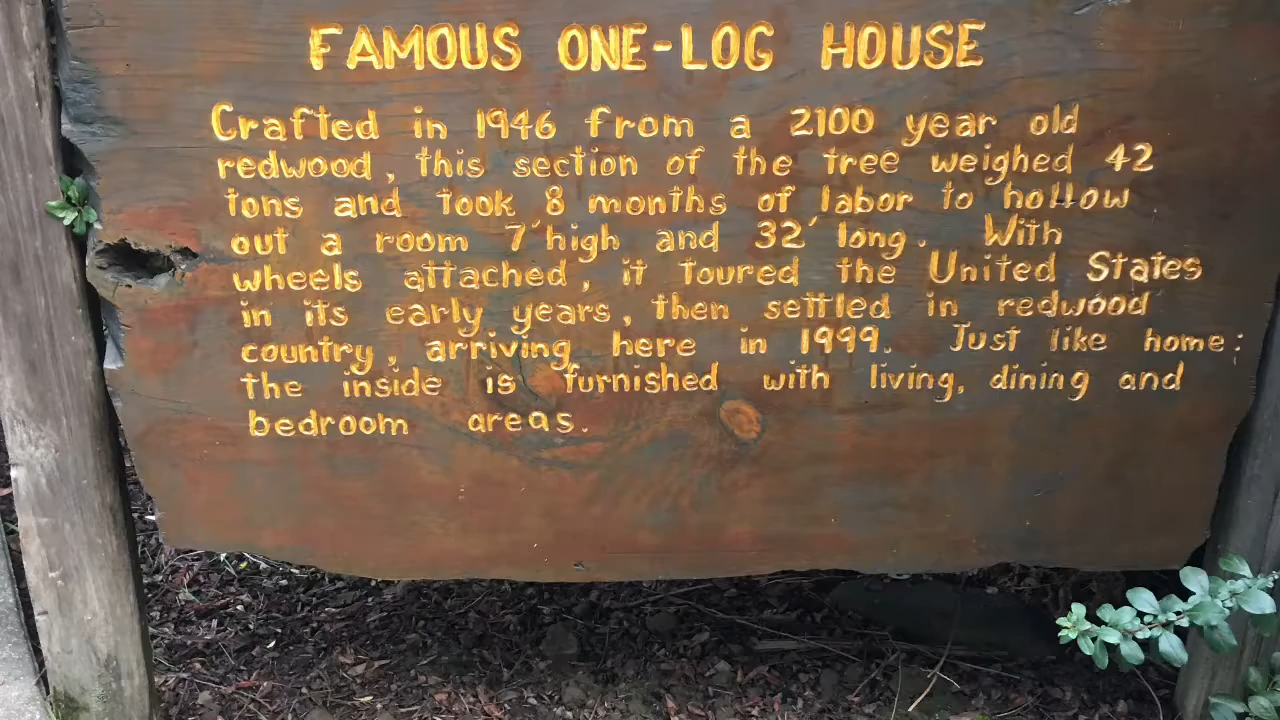 FAMOUS ONE-LOG HOUSE
Crafted in 1946 from a 2100 year old
redwood, this section of the tree weighed 42
tons and took 8 months of labor to hollow
out a room 7' high and 32' long. With
wheels attached, it toured the United States
in its early years, then settled in redwood
country, arriving here in 1999. Just like home;
the inside is furnished with living, dining and
bedroom areas.